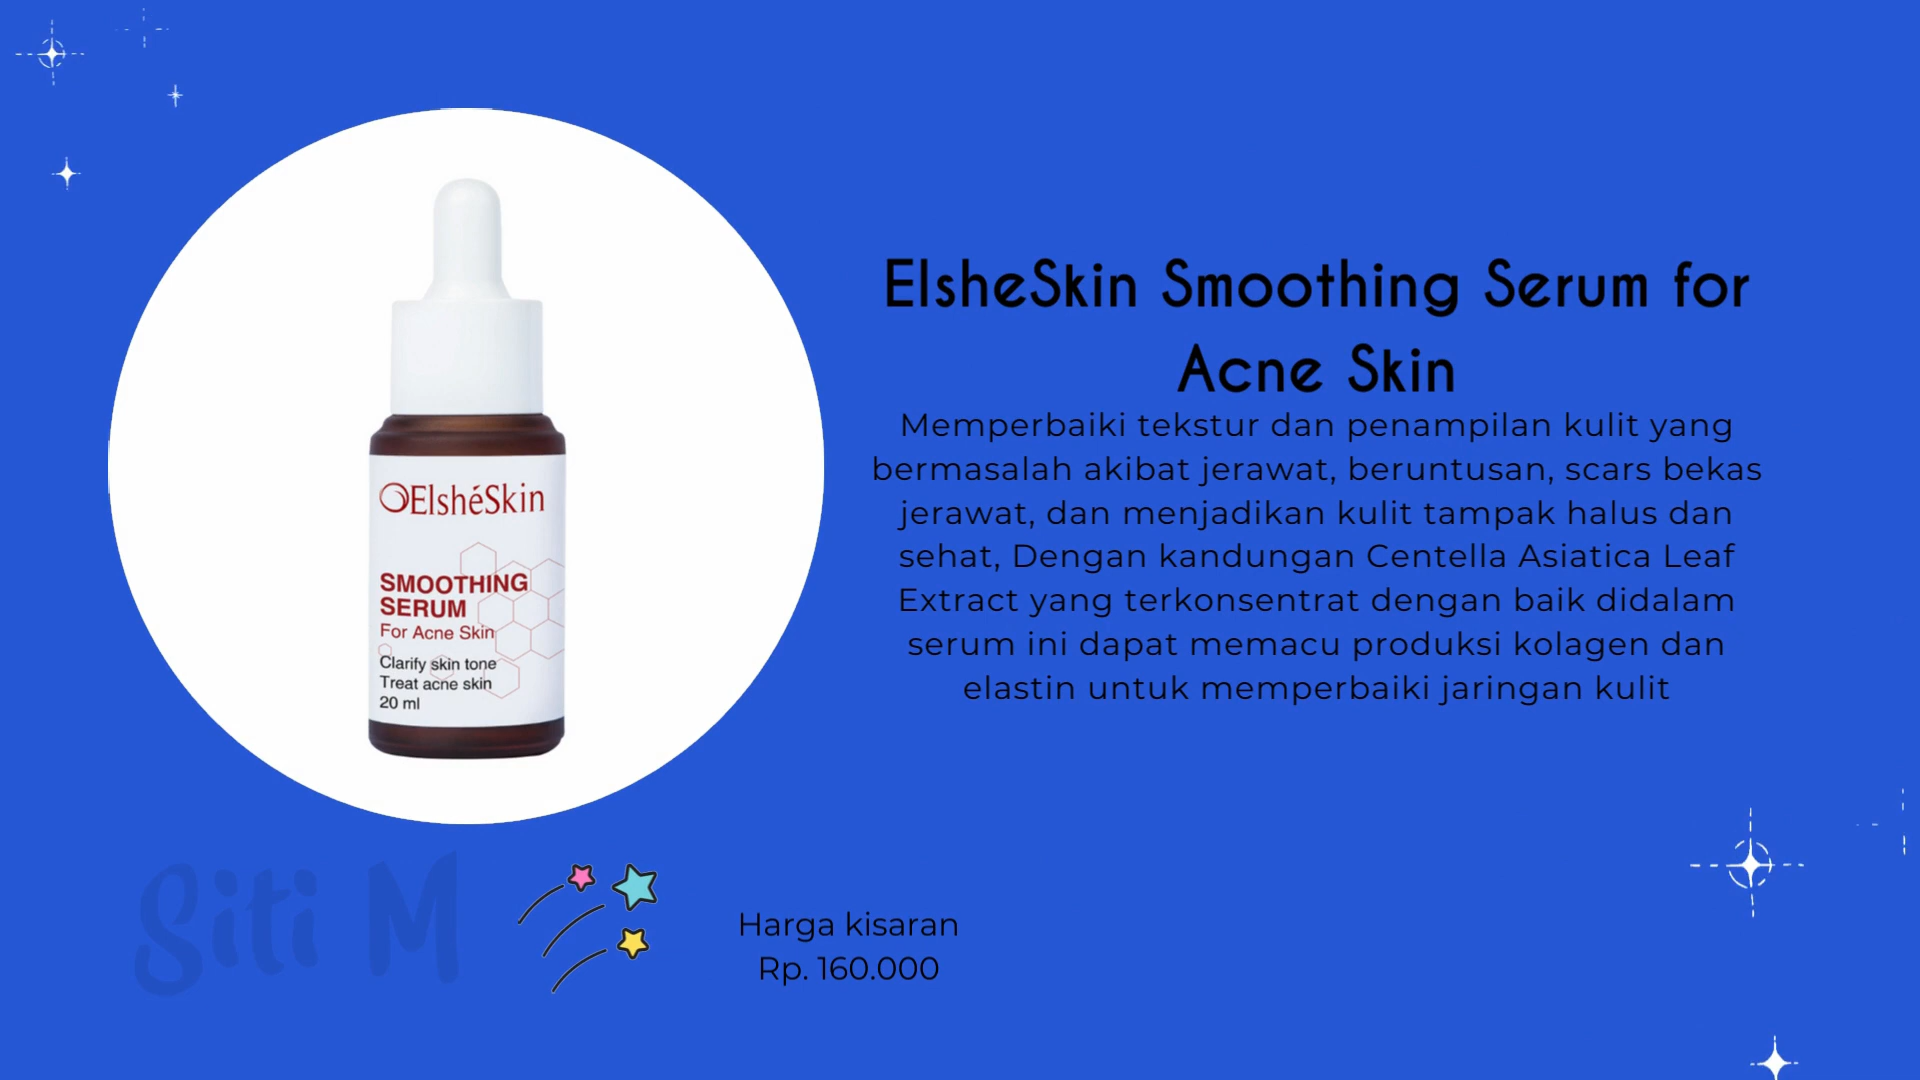 ElshéSkin
SMOOTHING
SERUM
For Acne Skin
Clarify skin tone
Treat acne skin
20 ml
ElsheSkin Smoothing Serum for
Acne Skin
Memperbaiki tekstur dan penampilan kulit yang
bermasalah akibat jerawat, beruntusan, scars bekas
jerawat, dan menjadikan kulit tampak halus dan
sehat, Dengan kandungan Centella Asiatica Leaf
Extract yang terkonsentrat dengan baik didalam
serum ini dapat memacu produksi kolagen dan
elastin untuk memperbaiki jaringan kulit
Siti M
Harga kisaran
Rp. 160.000